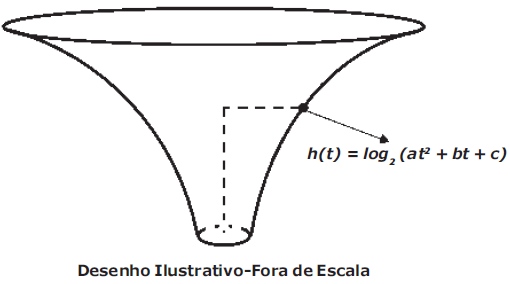 h(t) = log₂ (at² + bt + c)
Desenho Ilustrativo-Fora de Escala